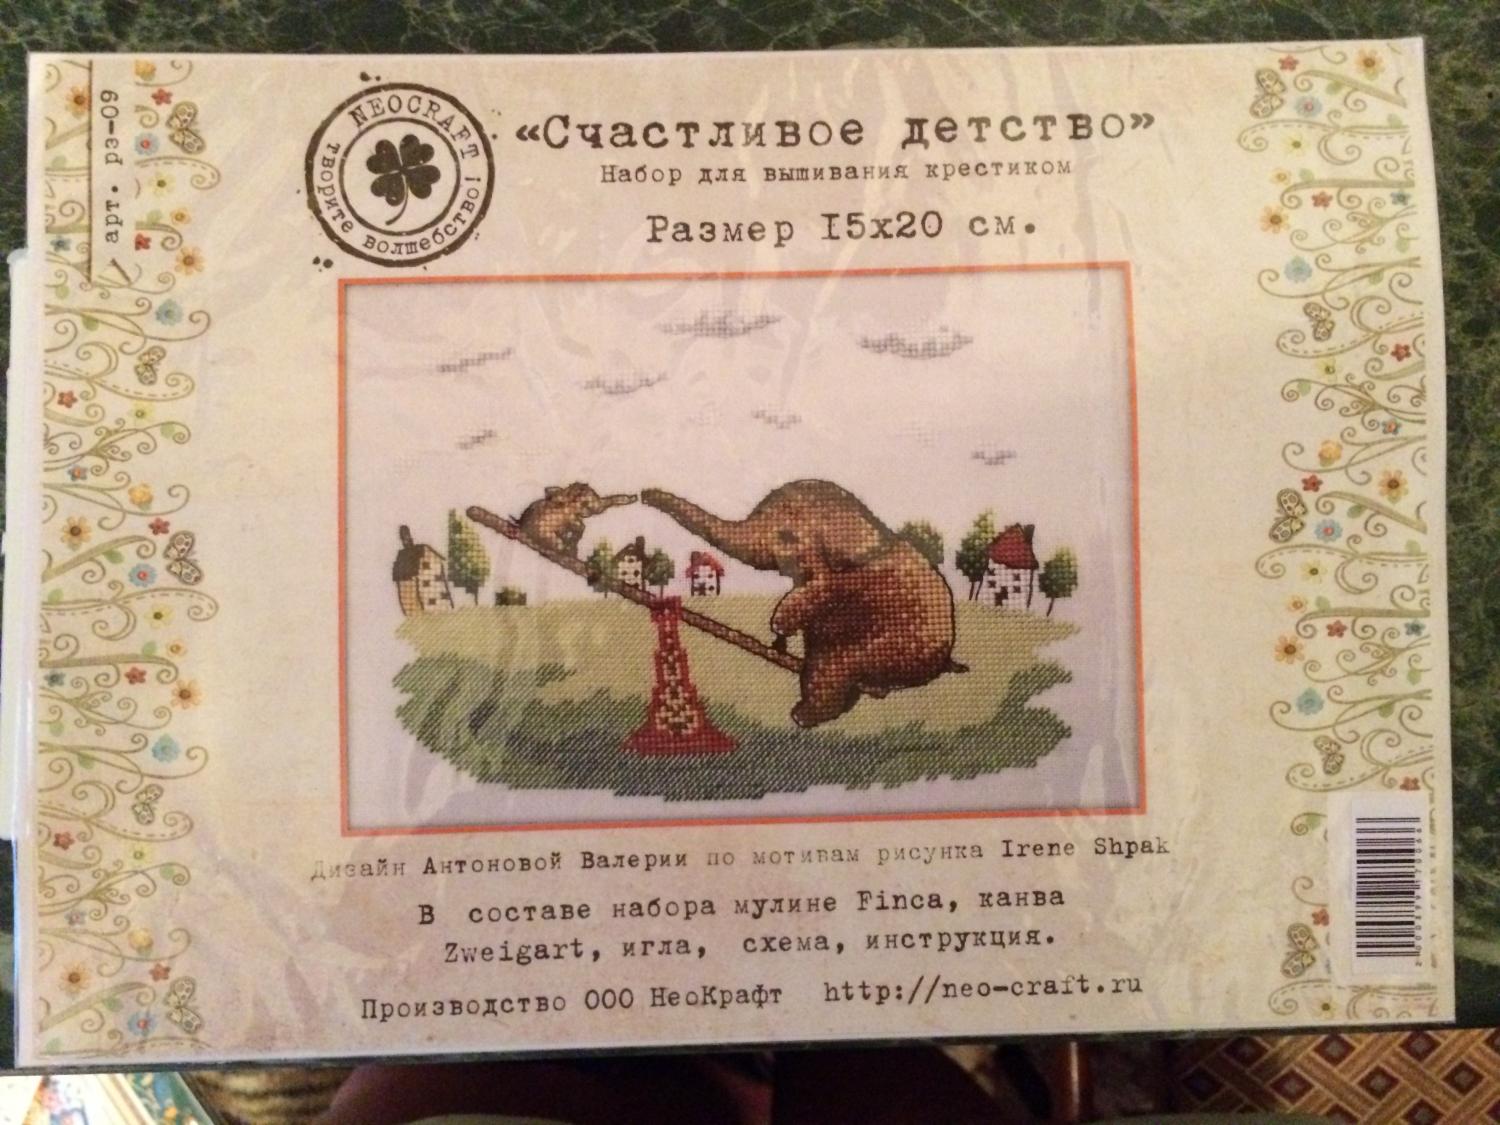 арт. рэ-09
NEOCRAFT
творите волшебство!
«Счастливое детство»
Набор для вышивания крестиком
Размер 15х20 см.
Дизайн Антоновой Валерии по мотивам рисунка Irene Shpak
В составе набора мулине Finca, канва
Zweigart, игла, схема, инструкция.
Производство ООО НеоКрафт http://neo-craft.ru